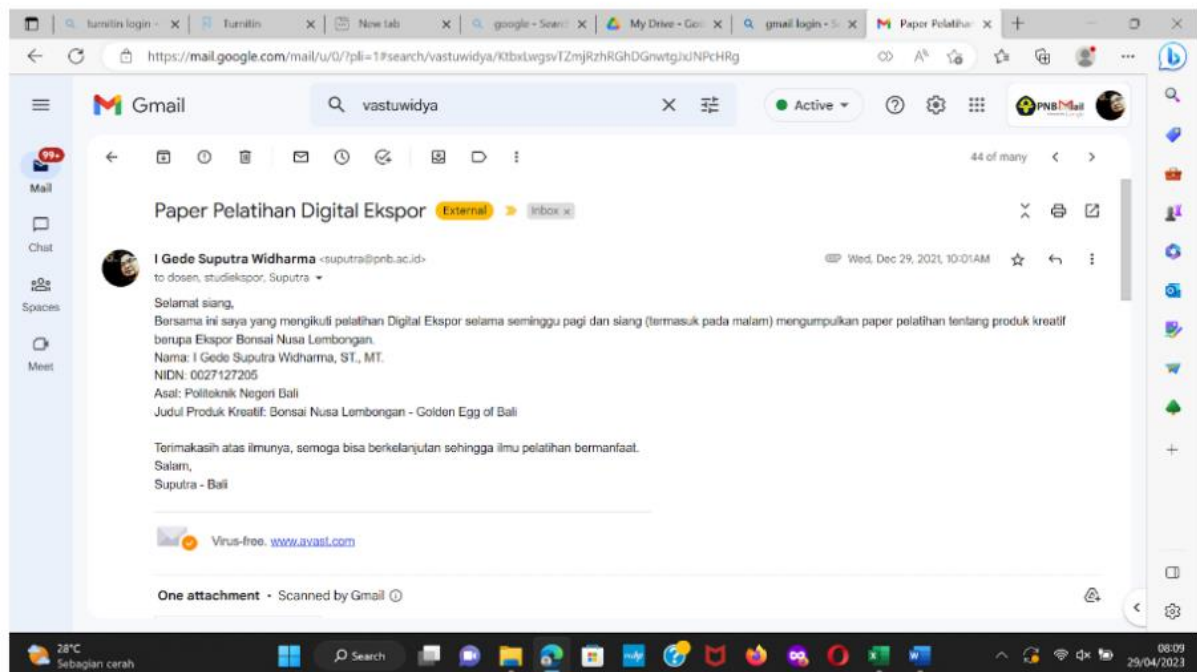 turnitin login -
Turnitin
New tab
google - Searc
My Drive - Goo
gmail login - S
Paper Pelatihan
https://mail.google.com/mail/u/0/?pli=1#search/vastuwidya/
Gmail
vastuwidya
Active
PNBMail
99+
Mail
Chat
Spaces
Meet
44 of many
Paper Pelatihan Digital Ekspor External Inbox x
I Gede Suputra Widharma <suputra@pnb.ac.id>
Wed, Dec 29, 2021, 10:01AM
to dosen, studiekspor, Suputra
Selamat siang,
Bersama ini saya yang mengikuti pelatihan Digital Ekspor selama seminggu pagi dan siang (termasuk pada malam) mengumpulkan paper pelatihan tentang produk kreatif
berupa Ekspor Bonsai Nusa Lembongan.
Nama: I Gede Suputra Widharma, ST., MT.
NIDN: 0027127205
Asal: Politeknik Negeri Bali
Judul Produk Kreatif: Bonsai Nusa Lembongan - Golden Egg of Bali
Terimakasih atas ilmunya, semoga bisa berkelanjutan sehingga ilmu pelatihan bermanfaat.
Salam,
Suputra - Bali
Virus-free. www.avast.com
One attachment • Scanned by Gmail
28°C
Sebagian cerah
Search
08:09
29/04/2023